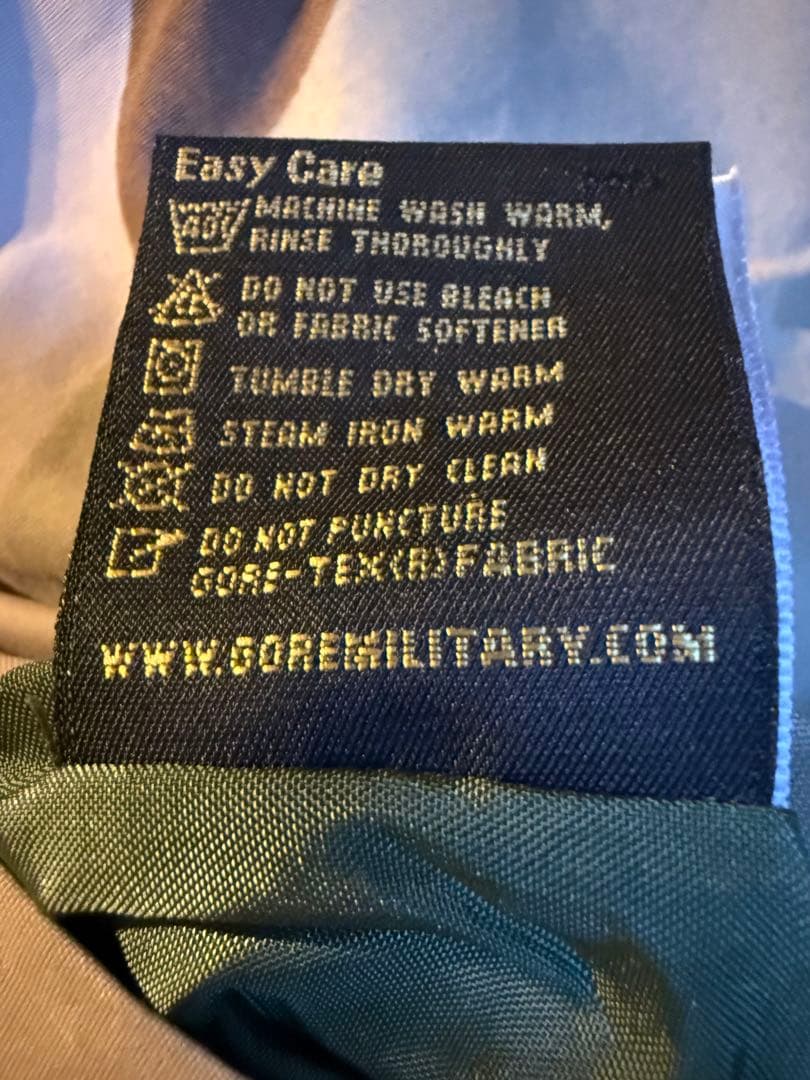 Easy Care
40
MACHINE WASH WARM,
RINSE THOROUGHLY
DO NOT USE BLEACH
OR FABRIC SOFTENER
TUMBLE DRY WARM
STEAM IRON WARM
DO NOT DRY CLEAN
DO NOT PUNCTURE
GORE-TEX(R) FABRIC
WWW.GOREMILITARY.COM